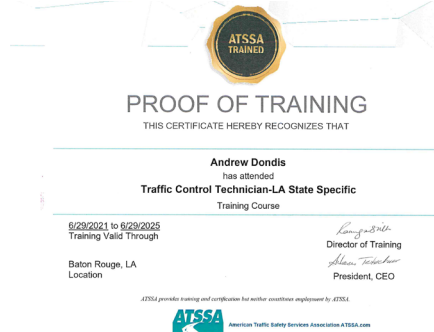 ATSSA
TRAINED
PROOF OF TRAINING
THIS CERTIFICATE HEREBY RECOGNIZES THAT
Andrew Dondis
has attended
Traffic Control Technician-LA State Specific
Training Course
6/29/2021 to 6/29/2025
Training Valid Through
Director of Training
Baton Rouge, LA
Location
President, CEO
ATSSA provides training and certification but neither constitutes employment by ATSSA.
ATSSA
American Traffic Safety Services Association ATSSA.com